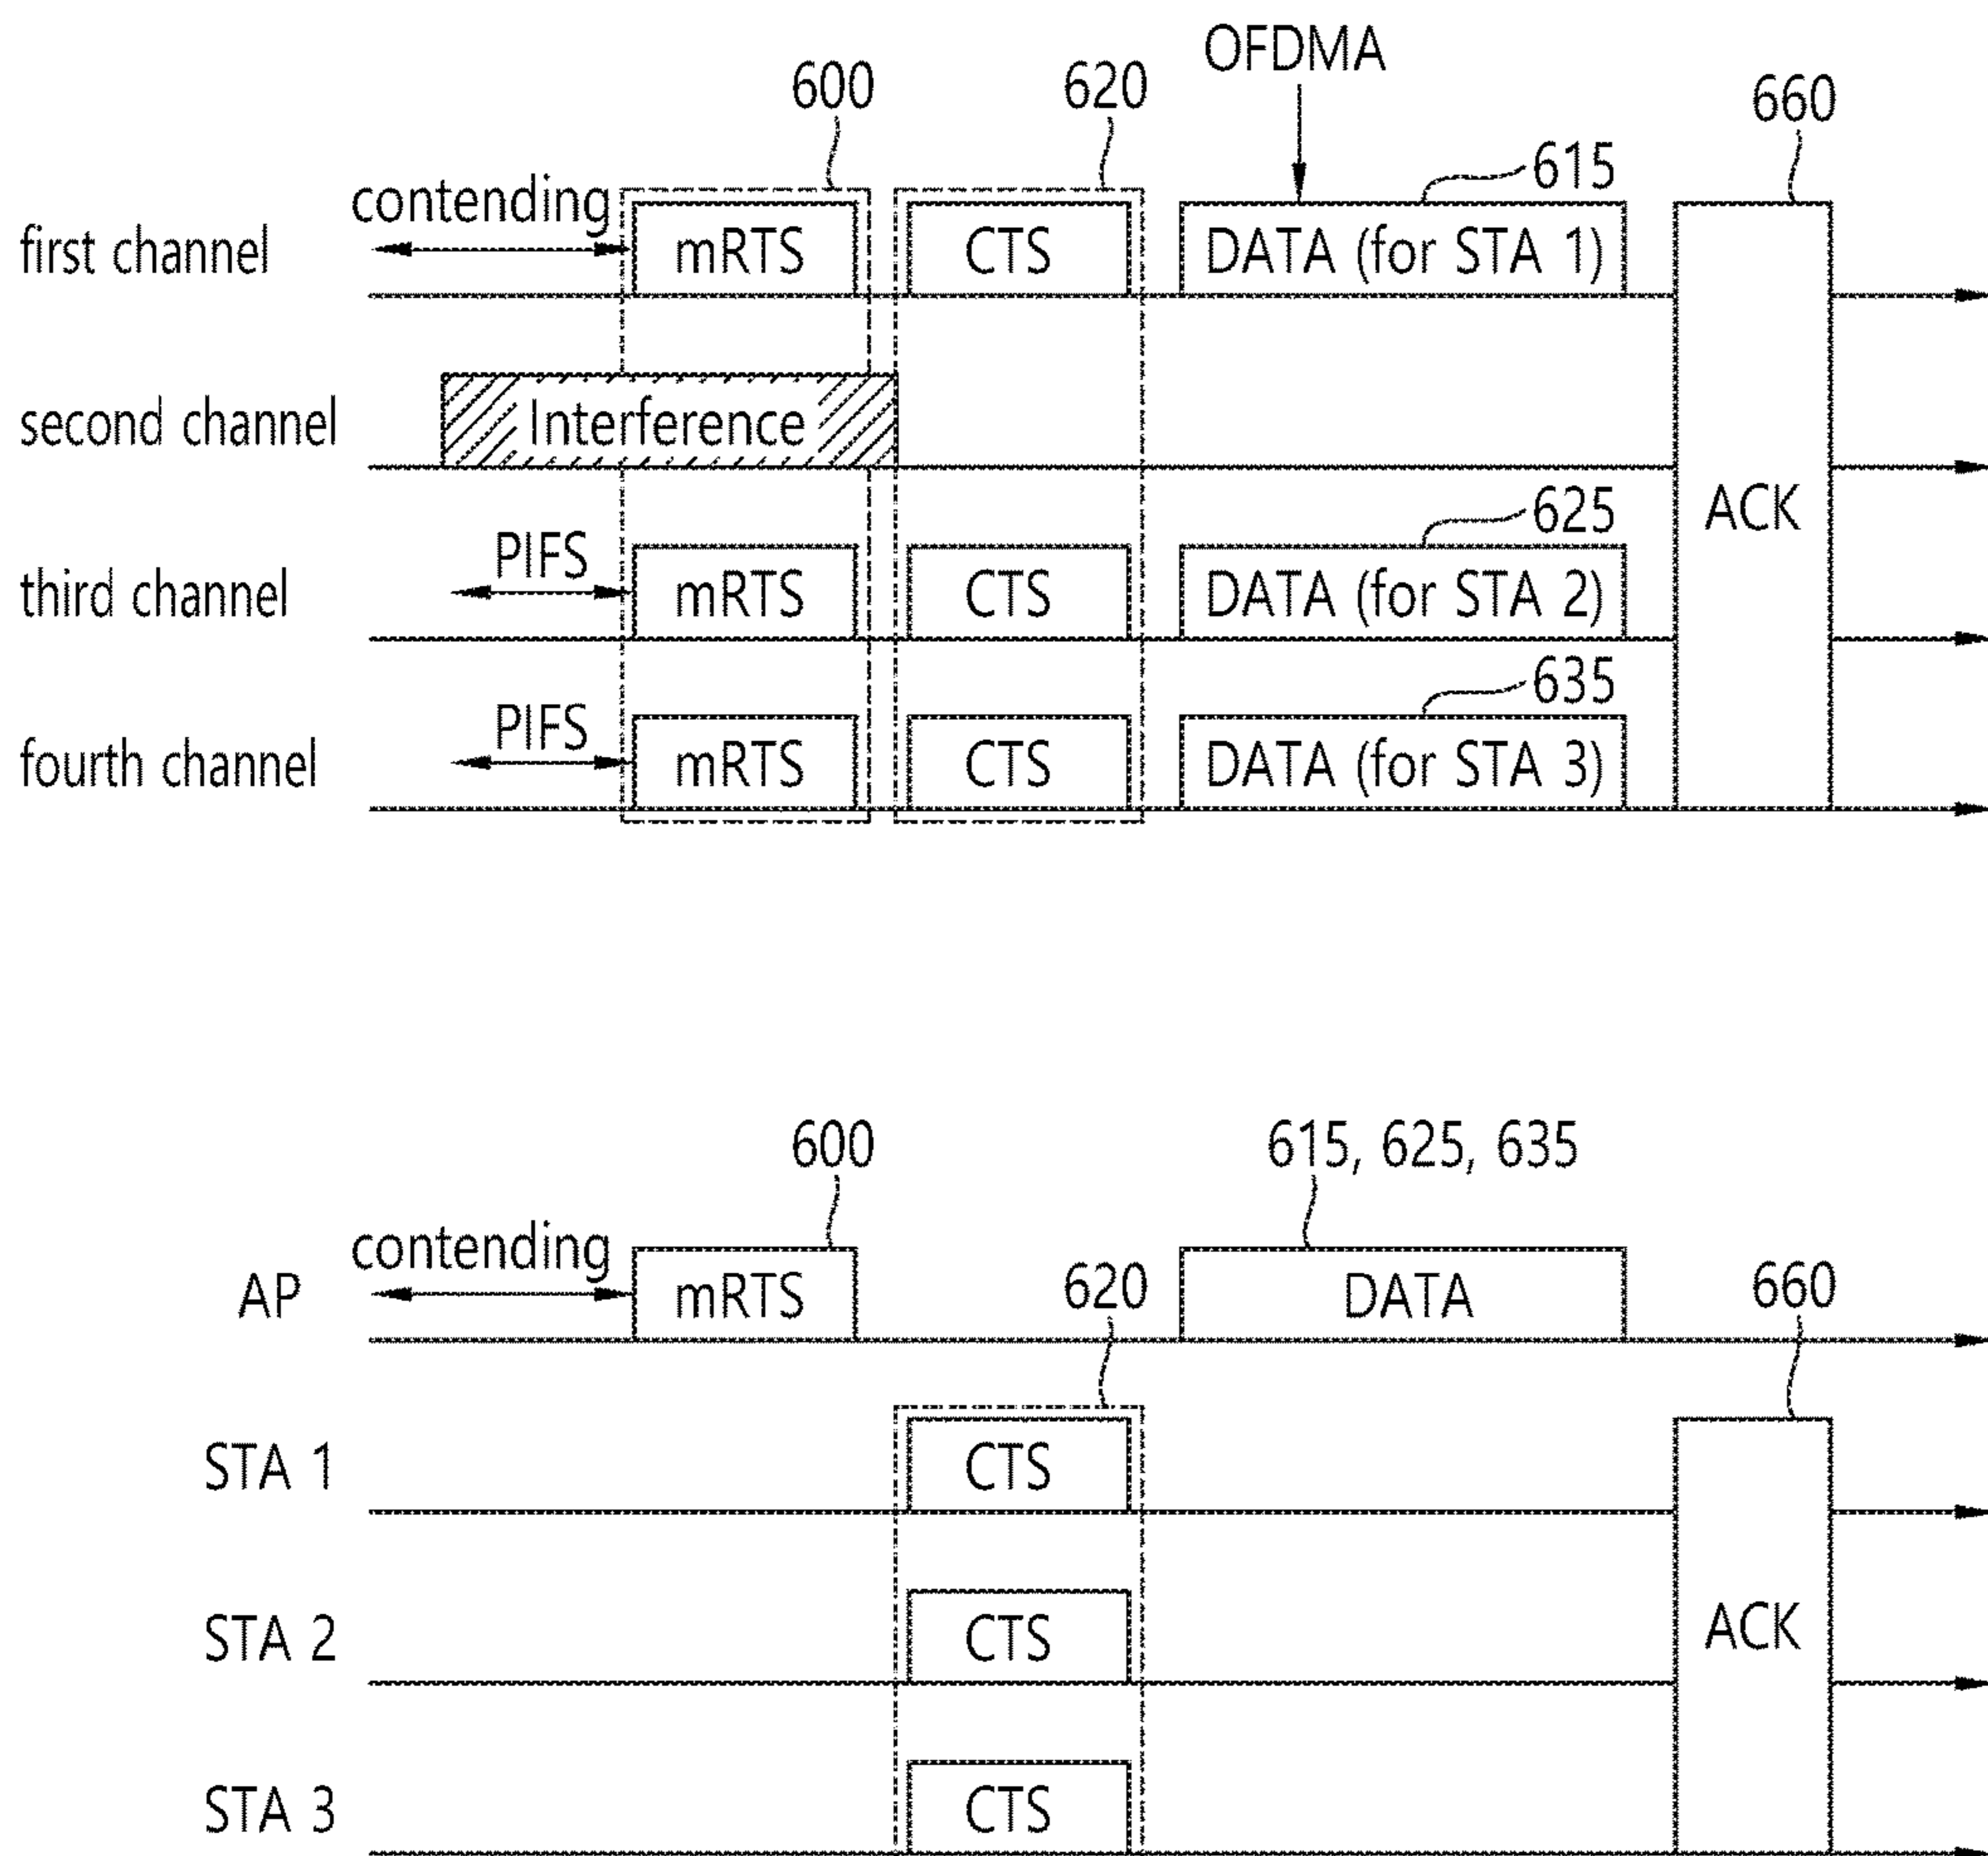 OFDMA
600
620
660
615
contending
first channel
mRTS
CTS
DATA (for STA 1)
second channel
Interference
ACK
625
PIFS
third channel
mRTS
CTS
DATA (for STA 2)
635
PIFS
fourth channel
mRTS
CTS
DATA (for STA 3)
600
615, 625, 635
contending
AP
mRTS
620
DATA
660
STA 1
CTS
STA 2
CTS
ACK
STA 3
CTS